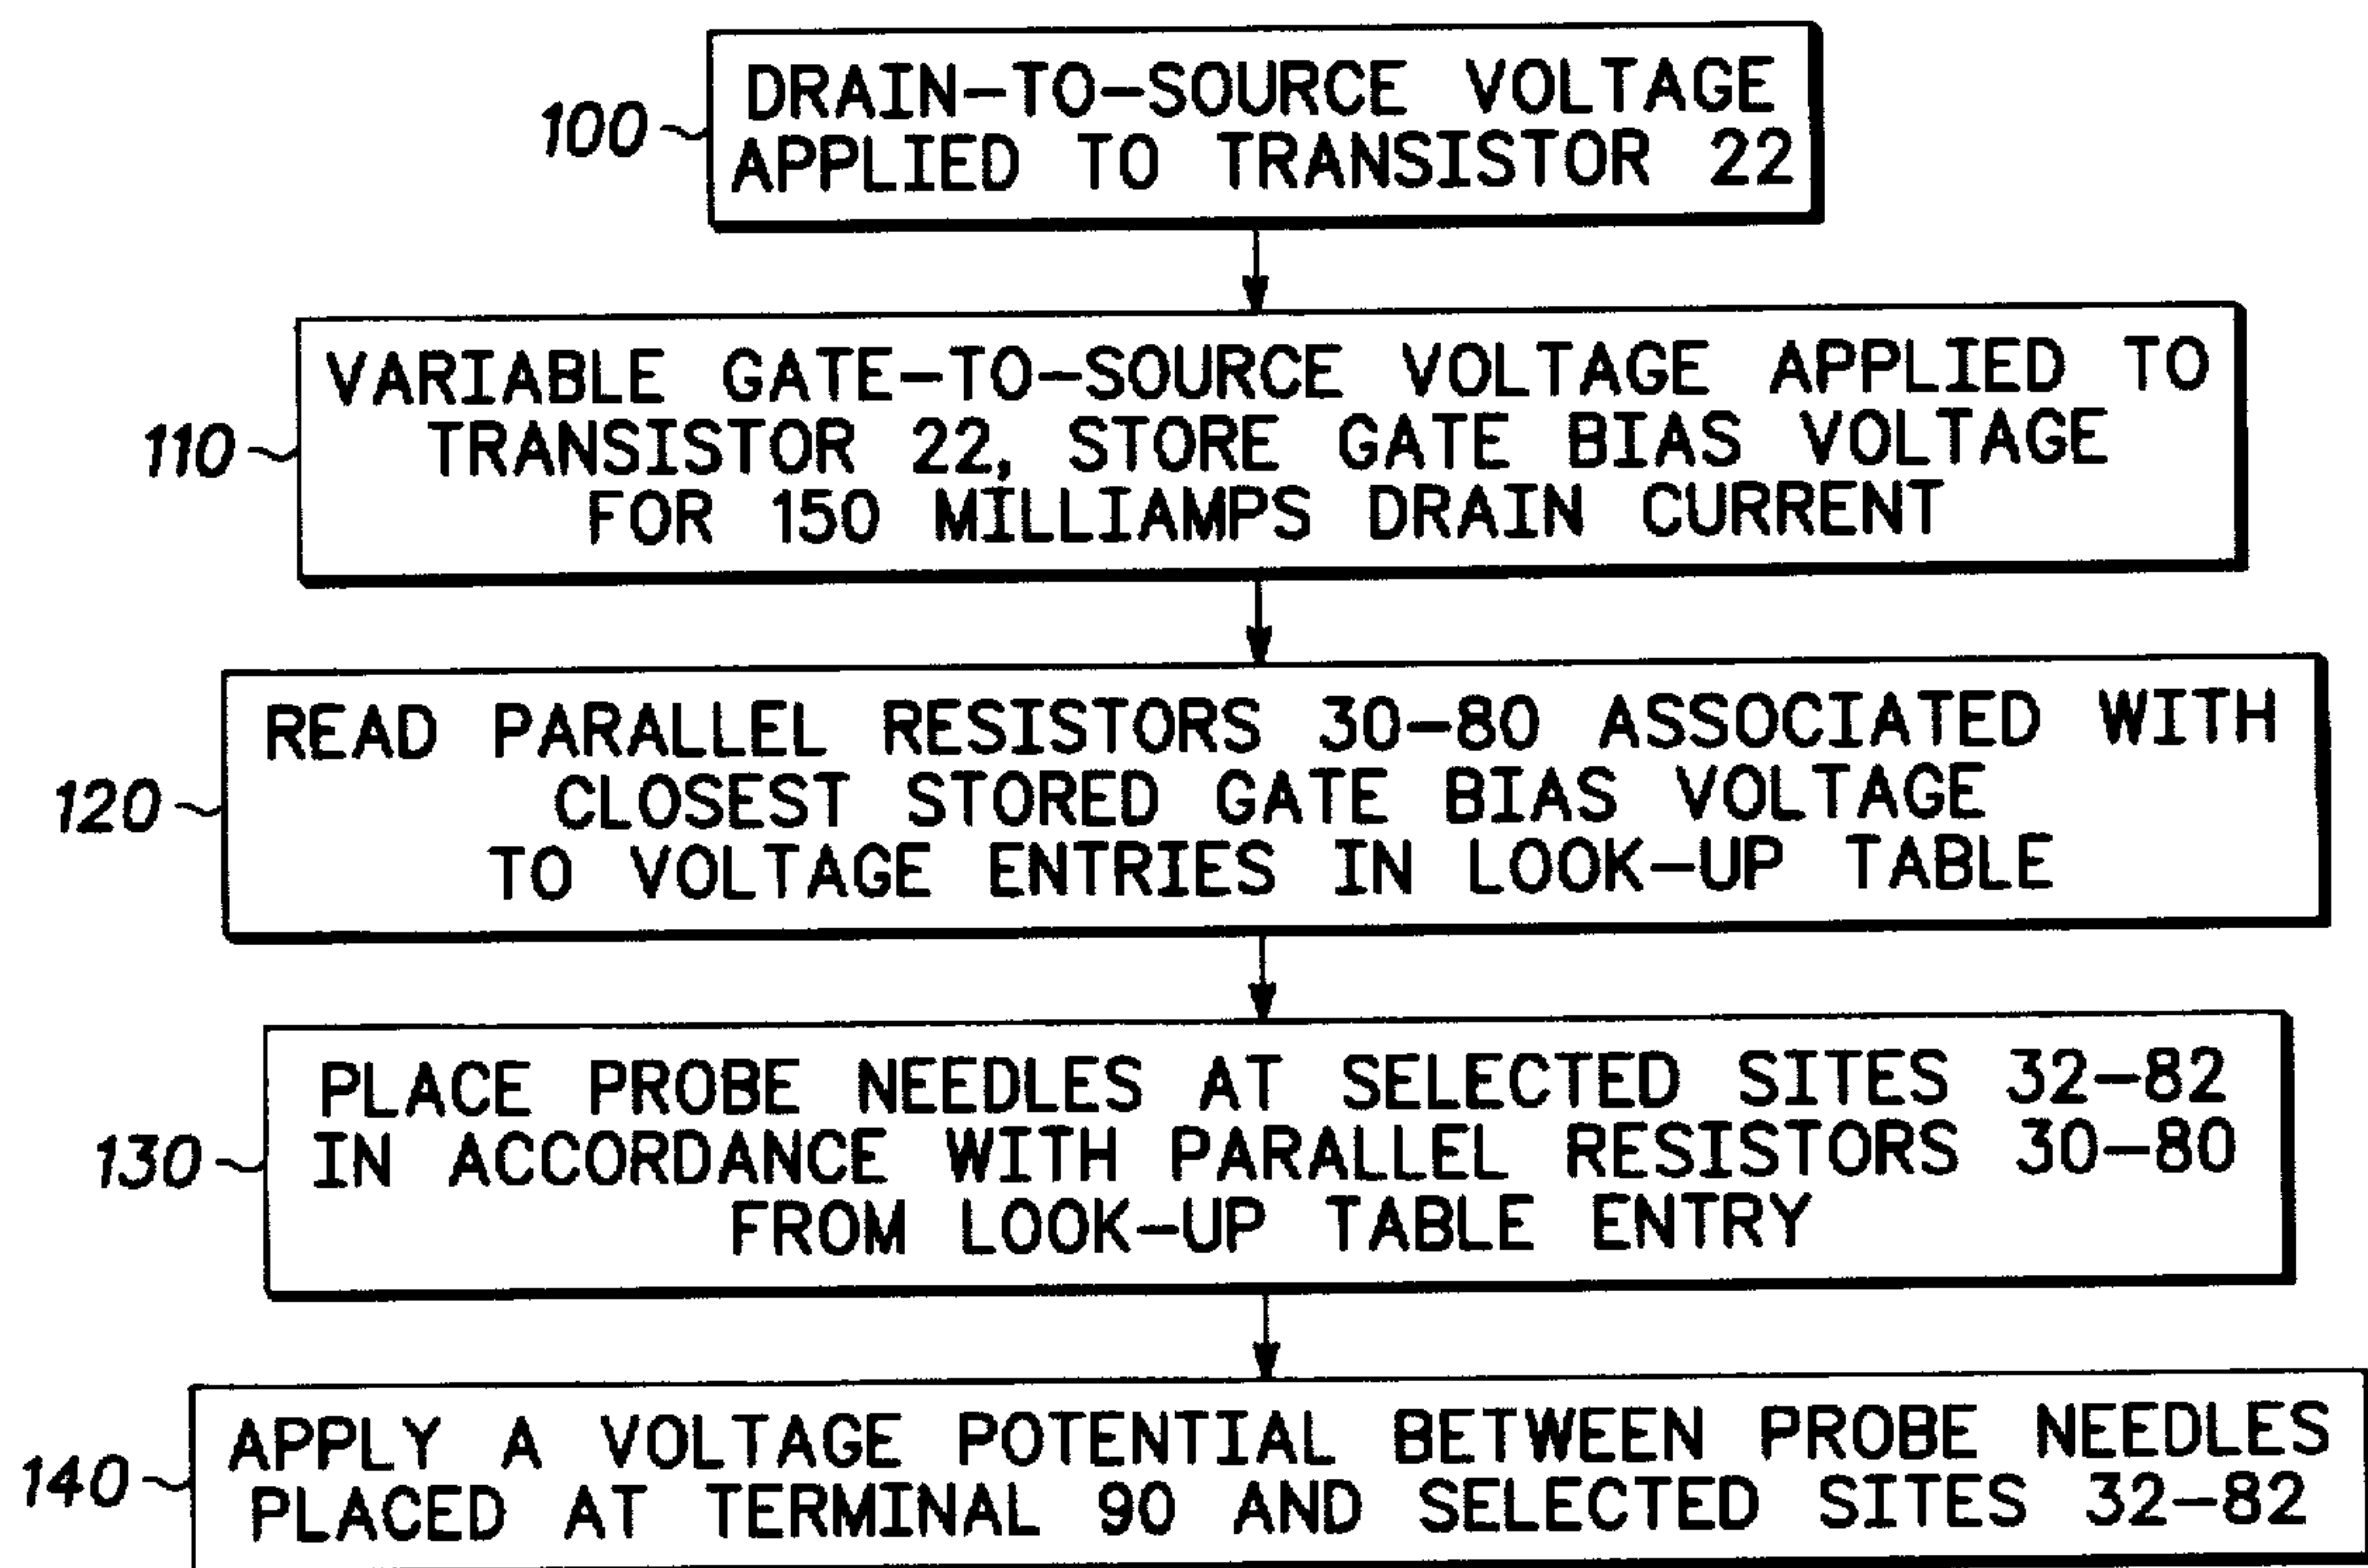 100
DRAIN-TO-SOURCE VOLTAGE
APPLIED TO TRANSISTOR 22
110
VARIABLE GATE-TO-SOURCE VOLTAGE APPLIED TO
TRANSISTOR 22, STORE GATE BIAS VOLTAGE
FOR 150 MILLIAMPS DRAIN CURRENT
120
READ PARALLEL RESISTORS 30-80 ASSOCIATED WITH
CLOSEST STORED GATE BIAS VOLTAGE
TO VOLTAGE ENTRIES IN LOOK-UP TABLE
130
PLACE PROBE NEEDLES AT SELECTED SITES 32-82
IN ACCORDANCE WITH PARALLEL RESISTORS 30-80
FROM LOOK-UP TABLE ENTRY
140
APPLY A VOLTAGE POTENTIAL BETWEEN PROBE NEEDLES
PLACED AT TERMINAL 90 AND SELECTED SITES 32-82